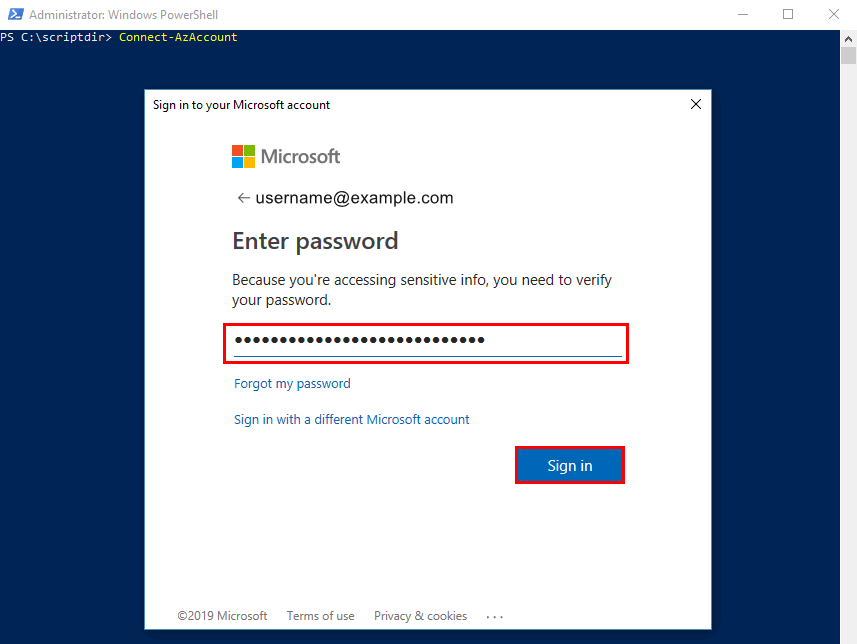 Administrator: Windows PowerShell
PS C:\scriptdir> Connect-AzAccount
Sign in to your Microsoft account
Microsoft
username@example.com
Enter password
Because you're accessing sensitive info, you need to verify
your password.
••••••••••••••••••••••••••••
Forgot my password
Sign in with a different Microsoft account
Sign in
©2019 Microsoft Terms of use Privacy & cookies ...